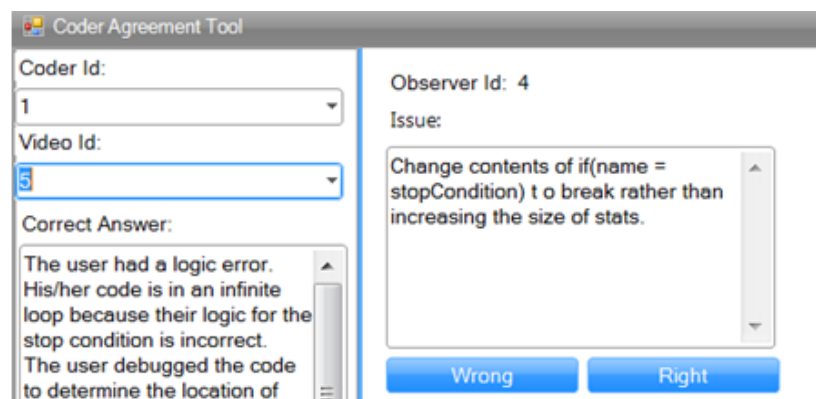 Coder Agreement Tool
Coder Id:
1
Video Id:
5
Correct Answer:
The user had a logic error.
His/her code is in an infinite
loop because their logic for the
stop condition is incorrect.
The user debugged the code
to determine the location of
Observer Id: 4
Issue:
Change contents of if(name =
stopCondition) t o break rather than
increasing the size of stats.
Wrong
Right